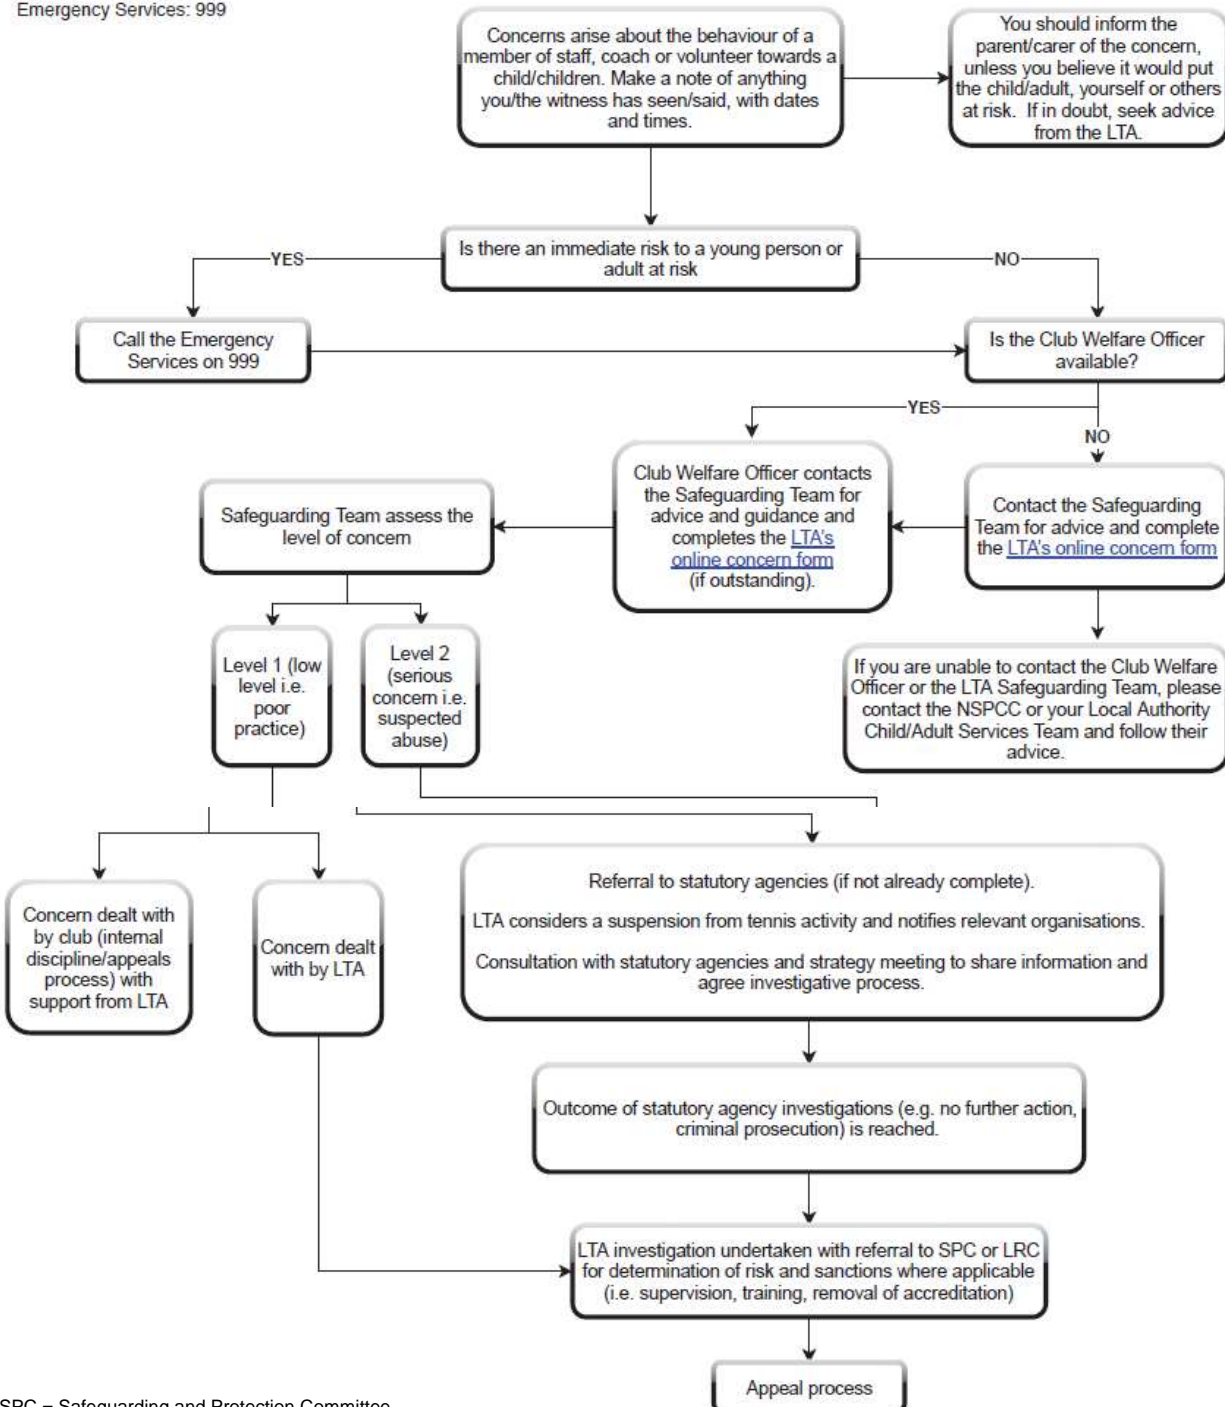 Emergency Services: 999
Concerns arise about the behaviour of a
member of staff, coach or volunteer towards a
child/children. Make a note of anything
you/the witness has seen/said, with dates
and times.
You should inform the
parent/carer of the concern,
unless you believe it would put
the child/adult, yourself or others
at risk. If in doubt, seek advice
from the LTA.
Is there an immediate risk to a young person or
adult at risk
YES
NO
Call the Emergency
Services on 999
Is the Club Welfare Officer
available?
YES
NO
Club Welfare Officer contacts
the Safeguarding Team for
advice and guidance and
completes the LTA's
online concern form
(if outstanding).
Contact the Safeguarding
Team for advice and complete
the LTA's online concern form
Safeguarding Team assess the
level of concern
Level 1 (low
level i.e.
poor
practice)
Level 2
(serious
concern i.e.
suspected
abuse)
If you are unable to contact the Club Welfare
Officer or the LTA Safeguarding Team, please
contact the NSPCC or your Local Authority
Child/Adult Services Team and follow their
advice.
Concern dealt with
by club (internal
discipline/appeals
process) with
support from LTA
Concern dealt
with by LTA
Referral to statutory agencies (if not already complete).
LTA considers a suspension from tennis activity and notifies relevant organisations.
Consultation with statutory agencies and strategy meeting to share information and
agree investigative process.
Outcome of statutory agency investigations (e.g. no further action,
criminal prosecution) is reached.
LTA investigation undertaken with referral to SPC or LRC
for determination of risk and sanctions where applicable
(i.e. supervision, training, removal of accreditation)
Appeal process
SPC = Safeguarding and Protection Committee